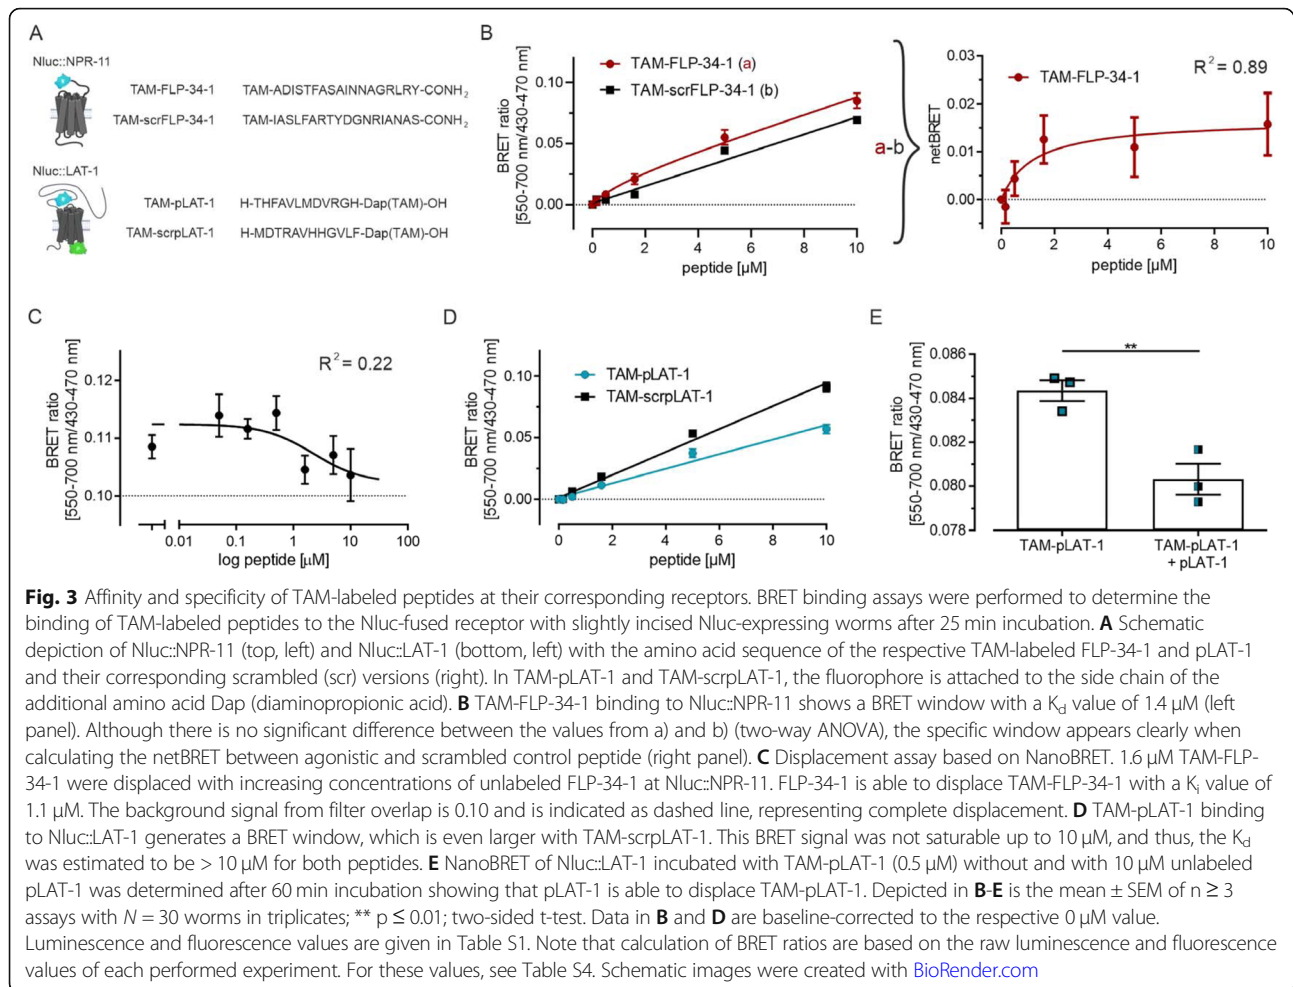 A
Nluc::NPR-11
TAM-FLP-34-1 TAM-ADISTFASAINNAGRLRY-CONH2
TAM-scrFLP-34-1 TAM-IASLFARTYDGNRIANAS-CONH2
Nluc::LAT-1
TAM-pLAT-1 H-THFAVLMDVRGH-Dap(TAM)-OH
TAM-scrpLAT-1 H-MDTRAVHHGVLF-Dap(TAM)-OH
B
BRET ratio
[550-700 nm/430-470 nm]
0.10
0.05
0.00
TAM-FLP-34-1 (a)
TAM-scrFLP-34-1 (b)
0 2 4 6 8 10
peptide [µM]
a-b
netBRET
0.03
0.02
0.01
0.00
TAM-FLP-34-1
R2 = 0.89
0 2 4 6 8 10
peptide [µM]
C
BRET ratio
[550-700 nm/430-470 nm]
0.12
0.11
0.10
R2 = 0.22
0.01 0.1 1 10 100
log peptide [µM]
D
BRET ratio
[550-700 nm/430-470 nm]
0.10
0.05
0.00
TAM-pLAT-1
TAM-scrpLAT-1
0 2 4 6 8 10
peptide [µM]
E
BRET ratio
[550-700 nm/430-470 nm]
0.086
0.084
0.082
0.080
0.078
**
TAM-pLAT-1 TAM-pLAT-1
+ pLAT-1
Fig. 3 Affinity and specificity of TAM-labeled peptides at their corresponding receptors. BRET binding assays were performed to determine the
binding of TAM-labeled peptides to the Nluc-fused receptor with slightly incised Nluc-expressing worms after 25 min incubation. A Schematic
depiction of Nluc::NPR-11 (top, left) and Nluc::LAT-1 (bottom, left) with the amino acid sequence of the respective TAM-labeled FLP-34-1 and pLAT-1
and their corresponding scrambled (scr) versions (right). In TAM-pLAT-1 and TAM-scrpLAT-1, the fluorophore is attached to the side chain of the
additional amino acid Dap (diaminopropionic acid). B TAM-FLP-34-1 binding to Nluc::NPR-11 shows a BRET window with a Kd value of 1.4 µM (left
panel). Although there is no significant difference between the values from a) and b) (two-way ANOVA), the specific window appears clearly when
calculating the netBRET between agonistic and scrambled control peptide (right panel). C Displacement assay based on NanoBRET. 1.6 µM TAM-FLP-
34-1 were displaced with increasing concentrations of unlabeled FLP-34-1 at Nluc::NPR-11. FLP-34-1 is able to displace TAM-FLP-34-1 with a Ki value of
1.1 µM. The background signal from filter overlap is 0.10 and is indicated as dashed line, representing complete displacement. D TAM-pLAT-1 binding
to Nluc::LAT-1 generates a BRET window, which is even larger with TAM-scrpLAT-1. This BRET signal was not saturable up to 10 µM, and thus, the Kd
was estimated to be > 10 µM for both peptides. E NanoBRET of Nluc::LAT-1 incubated with TAM-pLAT-1 (0.5 µM) without and with 10 µM unlabeled
pLAT-1 was determined after 60 min incubation showing that pLAT-1 is able to displace TAM-pLAT-1. Depicted in B-E is the mean ± SEM of n ≥ 3
assays with N = 30 worms in triplicates; ** p ≤ 0.01; two-sided t-test. Data in B and D are baseline-corrected to the respective 0 µM value.
Luminescence and fluorescence values are given in Table S1. Note that calculation of BRET ratios are based on the raw luminescence and fluorescence
values of each performed experiment. For these values, see Table S4. Schematic images were created with BioRender.com